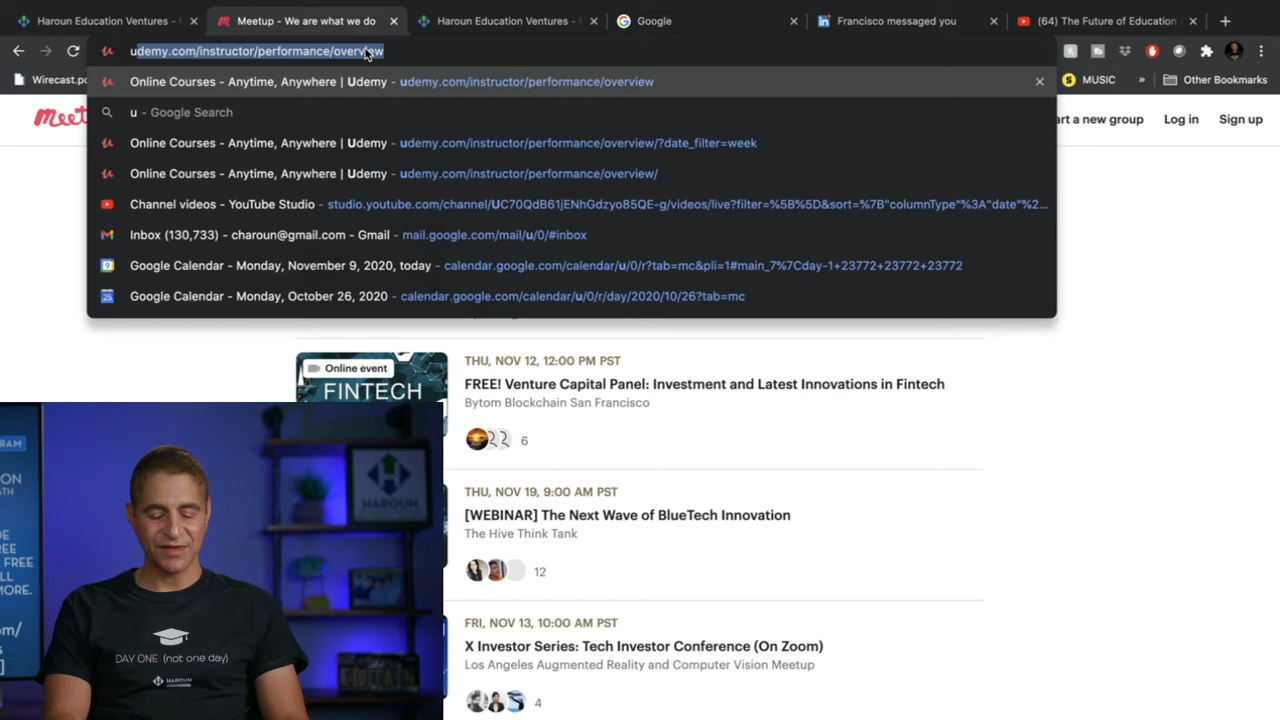 Haroun Education Ventures -
Meetup - We are what we do
Haroun Education Ventures -
Google
Francisco messaged you
(64) The Future of Education
udemy.com/instructor/performance/overview
Wirecast.p
MUSIC
»
Other Bookmarks
Online Courses - Anytime, Anywhere | Udemy - udemy.com/instructor/performance/overview
u - Google Search
Online Courses - Anytime, Anywhere | Udemy - udemy.com/instructor/performance/overview/?date_filter=week
Online Courses - Anytime, Anywhere | Udemy - udemy.com/instructor/performance/overview/
Channel videos - YouTube Studio - studio.youtube.com/channel/UC70QdB61jENhGdzyo85QE-g/videos/live?filter=%5B%5D&sort=%7B"columnType"%3A"date"%2...
Inbox (130,733) - charoun@gmail.com - Gmail - mail.google.com/mail/u/0/#inbox
Google Calendar - Monday, November 9, 2020, today - calendar.google.com/calendar/u/0/r?tab=mc&pli=1#main_7%7Cday-1+23772+23772+23772
Google Calendar - Monday, October 26, 2020 - calendar.google.com/calendar/u/0/r/day/2020/10/26?tab=mc
Meet
art a new group
Log in
Sign up
Online event
FINTECH
THU, NOV 12, 12:00 PM PST
FREE! Venture Capital Panel: Investment and Latest Innovations in Fintech
Bytom Blockchain San Francisco
6
THU, NOV 19, 9:00 AM PST
[WEBINAR] The Next Wave of BlueTech Innovation
The Hive Think Tank
12
FRI, NOV 13, 10:00 AM PST
X Investor Series: Tech Investor Conference (On Zoom)
Los Angeles Augmented Reality and Computer Vision Meetup
4
RAM
ON
TH
DE
REE
FREE
LL
MORE.
om/
s
]
HAROUN
DAY ONE (not one day)
HAROUN